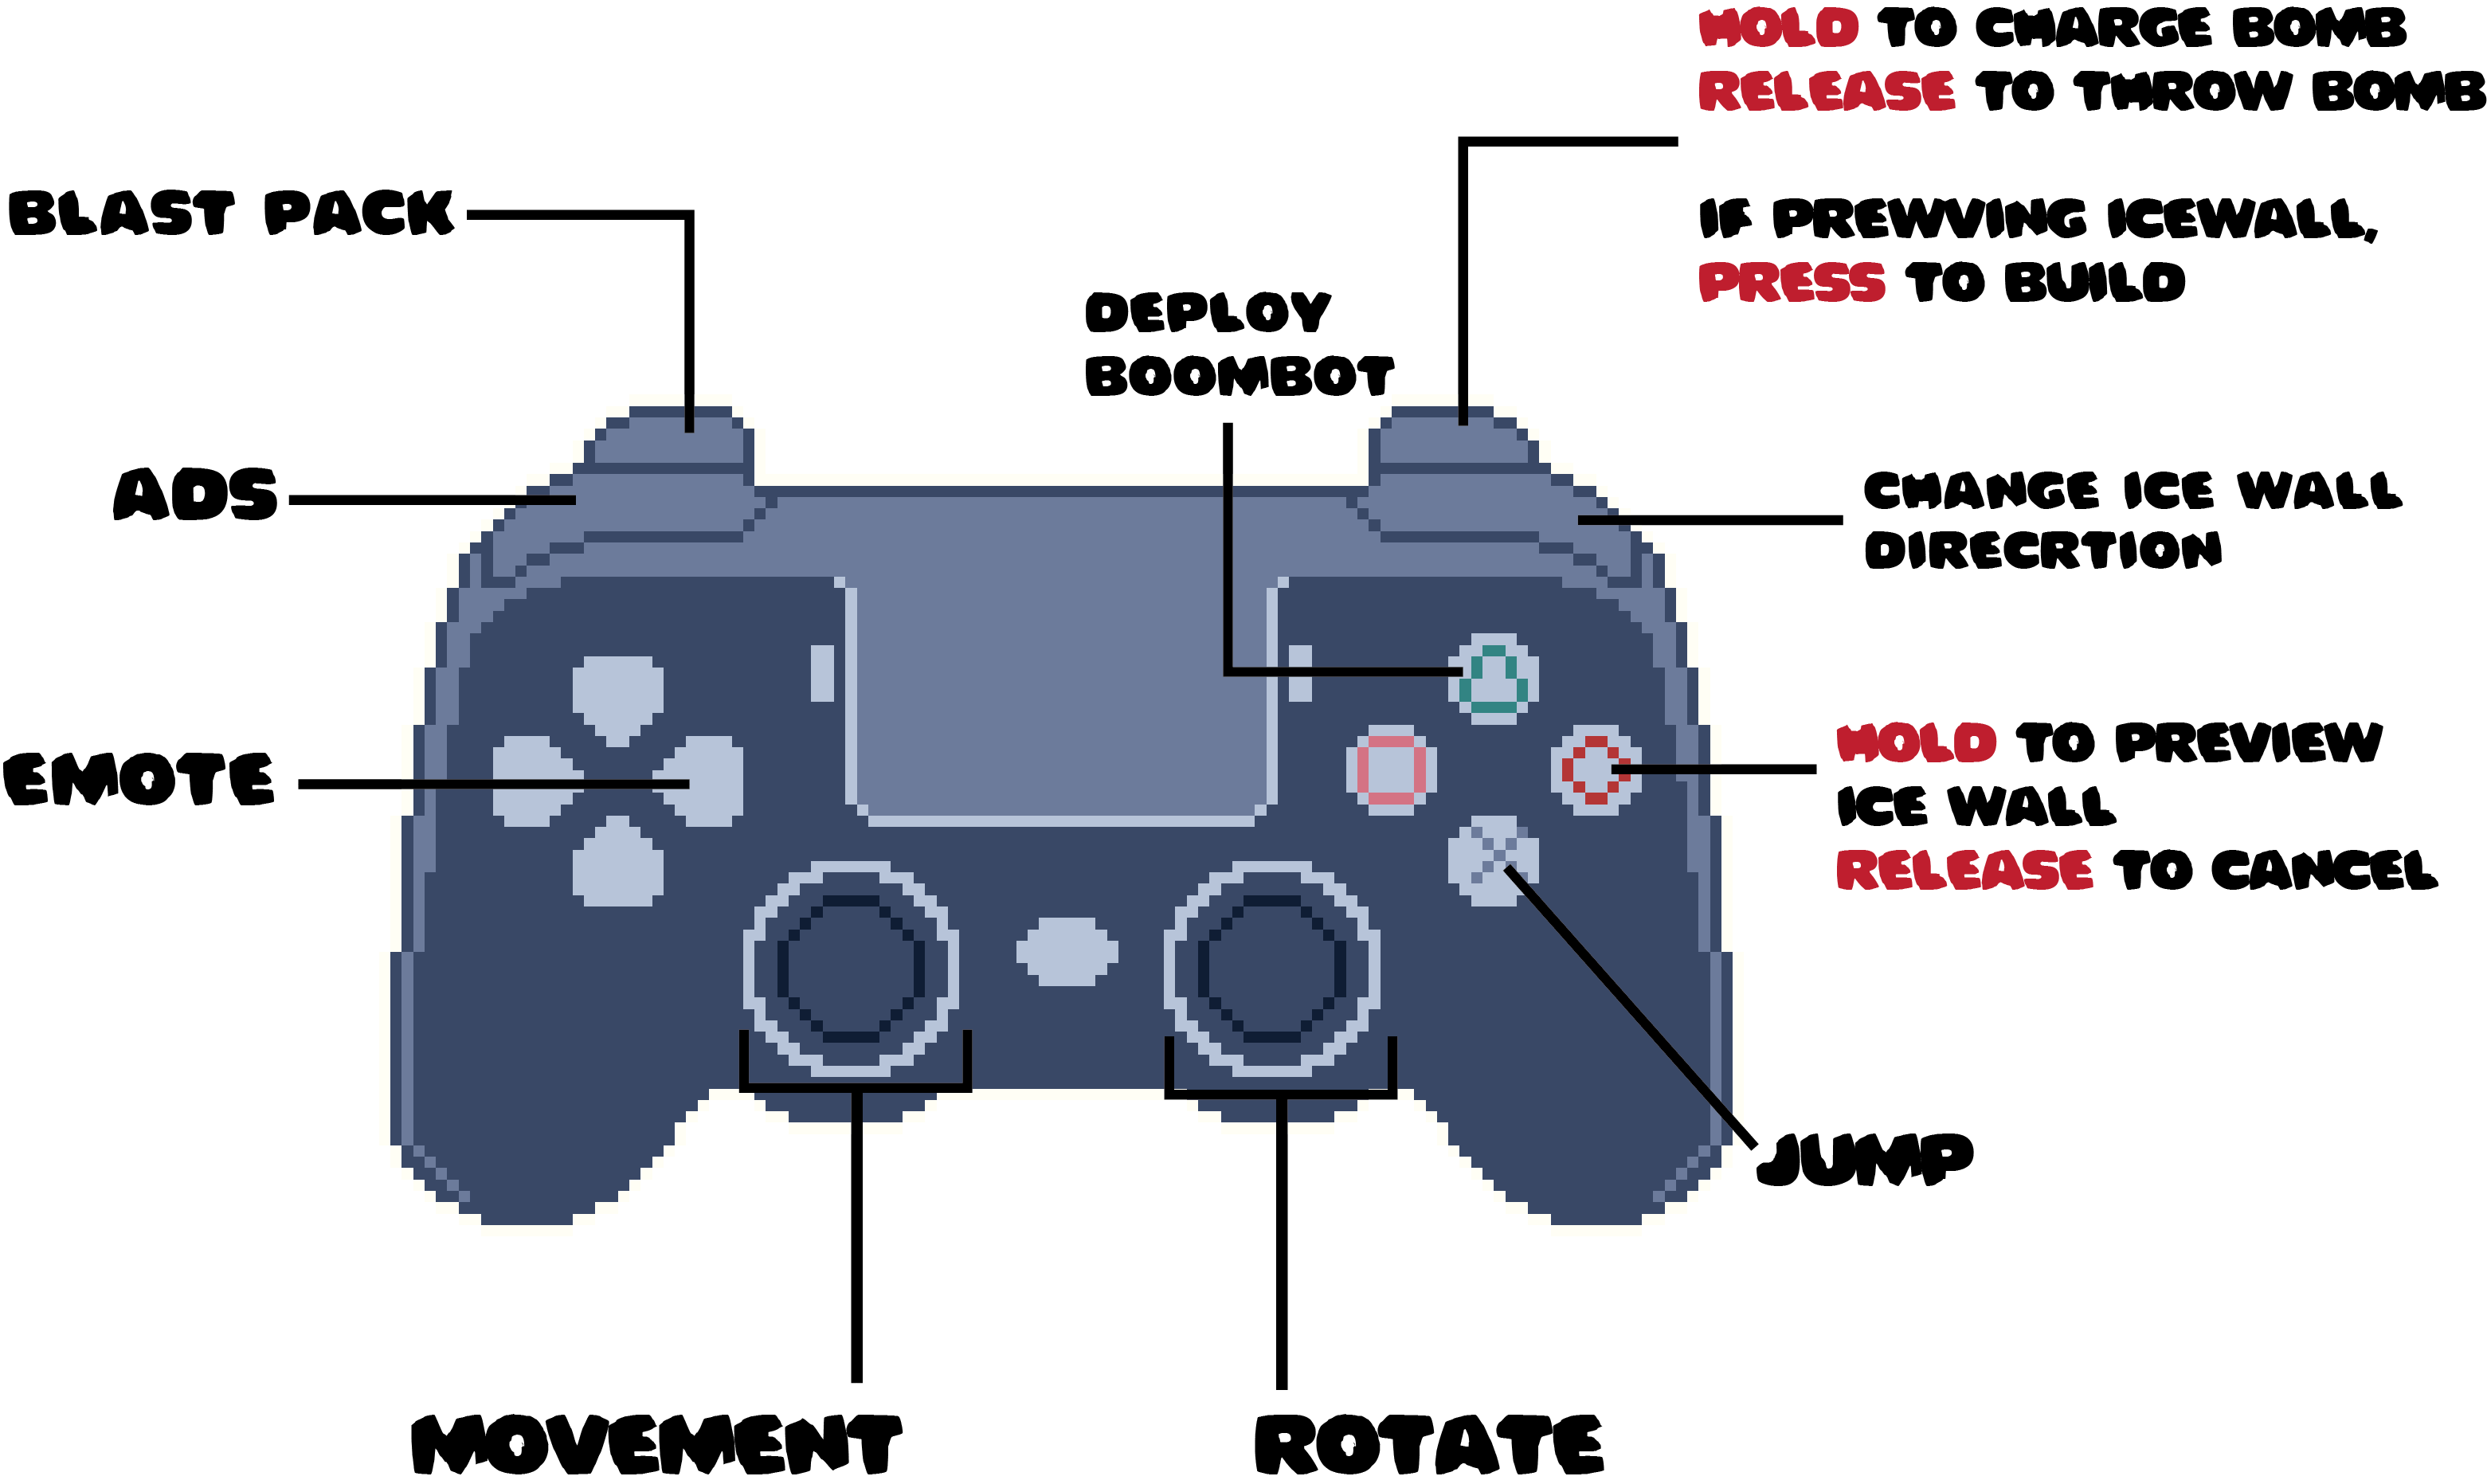 HOLD TO CHARGE BOMB
RELEASE TO THROW BOMB
BLAST PACK
IF PREWVING ICEWALL,
PRESS TO BUILD
DEPLOY
BOOMBOT
ADS
CHANGE ICE WALL
DIRECRTION
EMOTE
HOLD TO PREVIEW
ICE WALL
RELEASE TO CANCEL
JUMP
MOVEMENT
ROTATE